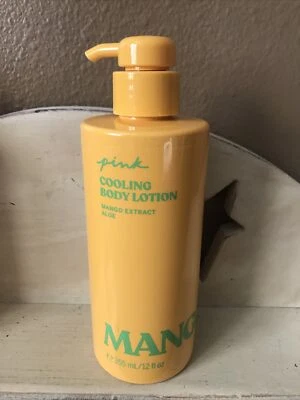 pink
COOLING
BODY LOTION
MANGO EXTRACT
ALOE
MANG
355 mL/12 fl oz